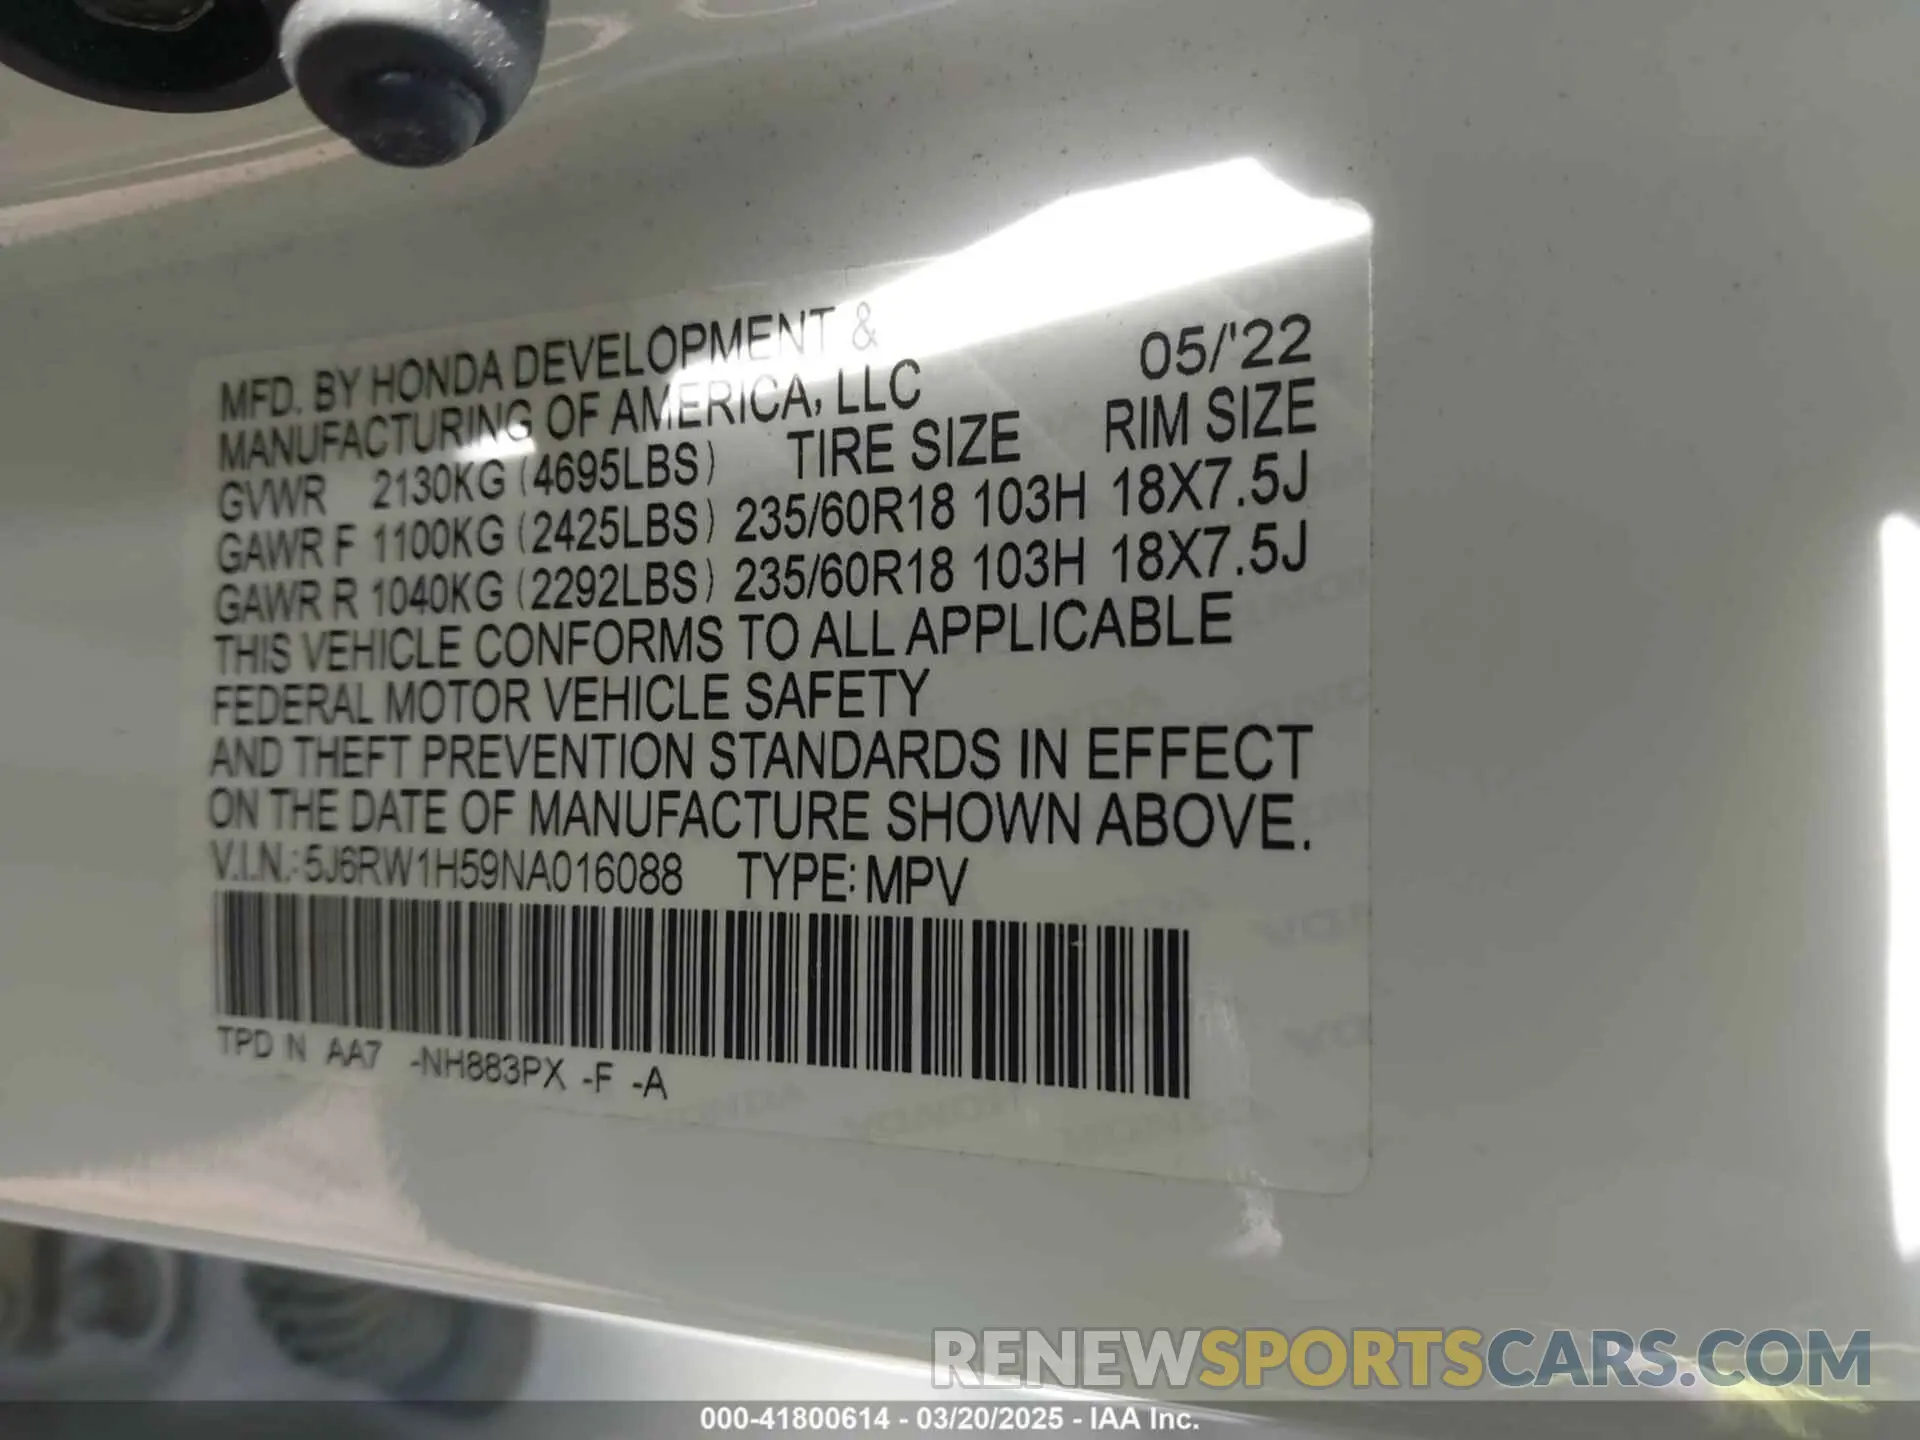 MFD. BY HONDA DEVELOPMENT &
MANUFACTURING OF AMERICA, LLC 05/'22
GVWR 2130KG (4695LBS) TIRE SIZE RIM SIZE
GAWR F 1100KG (2425LBS) 235/60R18 103H 18X7.5J
GAWR R 1040KG (2292LBS) 235/60R18 103H 18X7.5J
THIS VEHICLE CONFORMS TO ALL APPLICABLE
FEDERAL MOTOR VEHICLE SAFETY
AND THEFT PREVENTION STANDARDS IN EFFECT
ON THE DATE OF MANUFACTURE SHOWN ABOVE.
V.I.N.: 5J6RW1H59NA016088 TYPE: MPV
TPD N AA7 -NH883PX -F -A
RENEWSPORTSCARS.COM
000-41800614 - 03/20/2025 - IAA Inc.